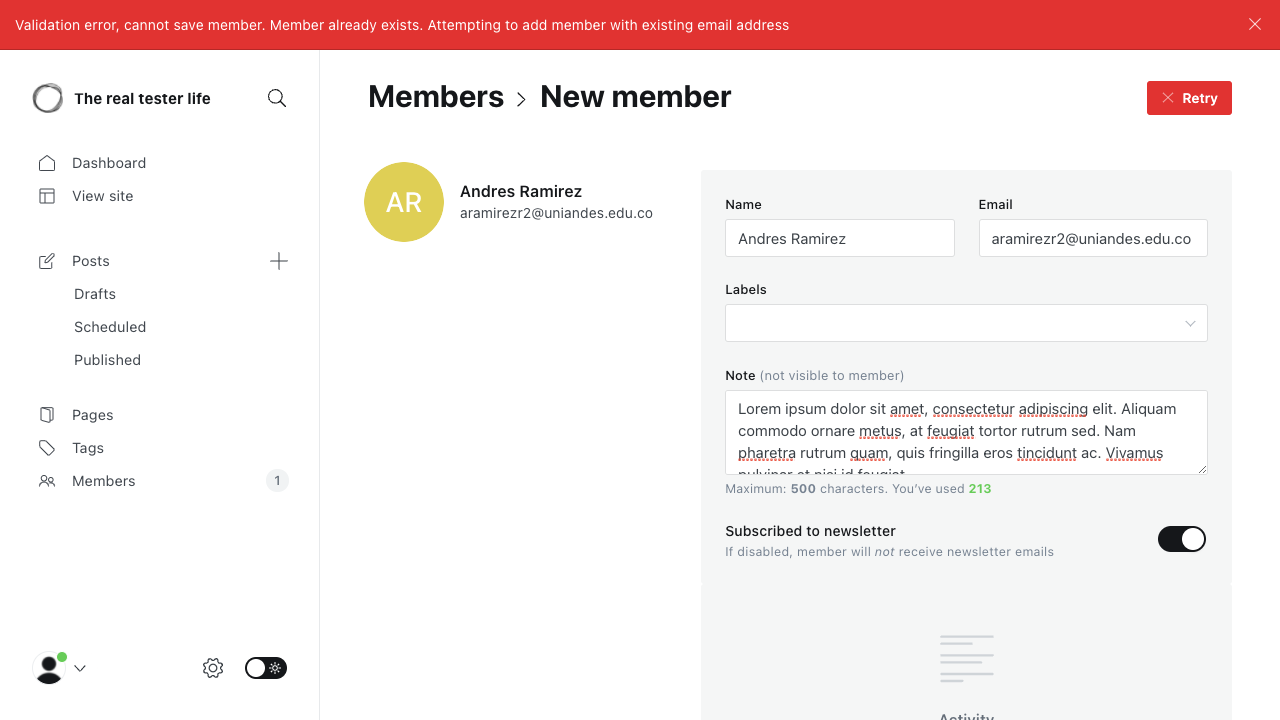 Validation error, cannot save member. Member already exists. Attempting to add member with existing email address
The real tester life
Dashboard
View site
Posts
Drafts
Scheduled
Published
Pages
Tags
Members
1
Members
New member
Retry
AR
Andres Ramirez
aramirezr2@uniandes.edu.co
Name
Andres Ramirez
Email
aramirezr2@uniandes.edu.co
Labels
Note (not visible to member)
Lorem ipsum dolor sit amet, consectetur adipiscing elit. Aliquam
commodo ornare metus, at feugiat tortor rutrum sed. Nam
pharetra rutrum quam, quis fringilla eros tincidunt ac. Vivamus
pulvinar at nisi id feugiat.
Maximum: 500 characters. You’ve used 213
Subscribed to newsletter
If disabled, member will not receive newsletter emails
Activity